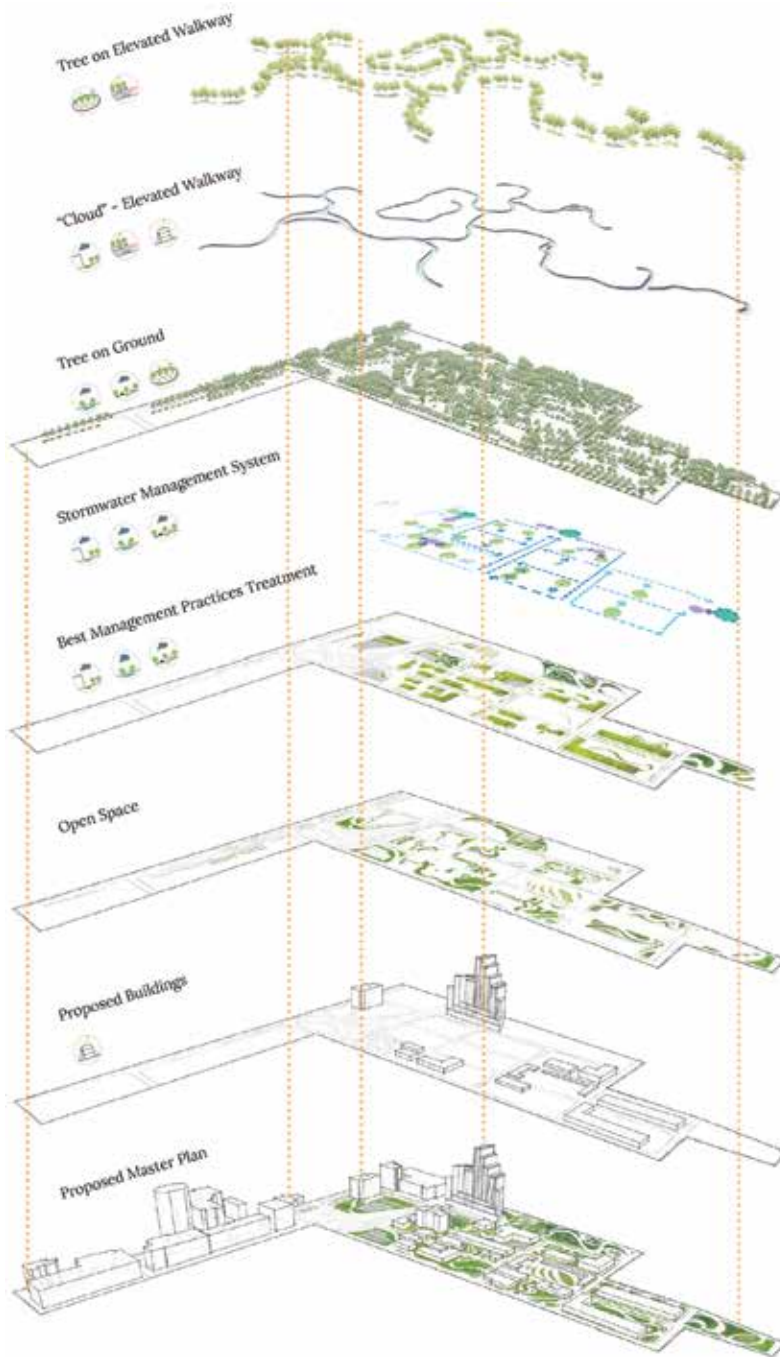 Tree on Elevated Walkway
"Cloud" - Elevated Walkway
Tree on Ground
Stormwater Management System
Best Management Practices Treatment
Open Space
Proposed Buildings
Proposed Master Plan